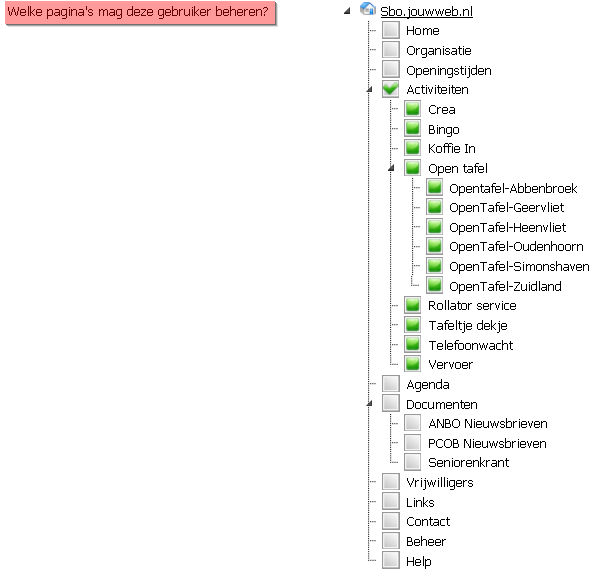 Welke pagina's mag deze gebruiker beheren?
Sbo.jouwweb.nl
Home
Organisatie
Openingstijden
Activiteiten
Crea
Bingo
Koffie In
Open tafel
Opentafel-Abbenbroek
OpenTafel-Geervliet
OpenTafel-Heenvliet
OpenTafel-Oudenhoorn
OpenTafel-Simonshaven
OpenTafel-Zuidland
Rollator service
Tafeltje dekje
Telefoonwacht
Vervoer
Agenda
Documenten
ANBO Nieuwsbrieven
PCOB Nieuwsbrieven
Seniorenkrant
Vrijwilligers
Links
Contact
Beheer
Help